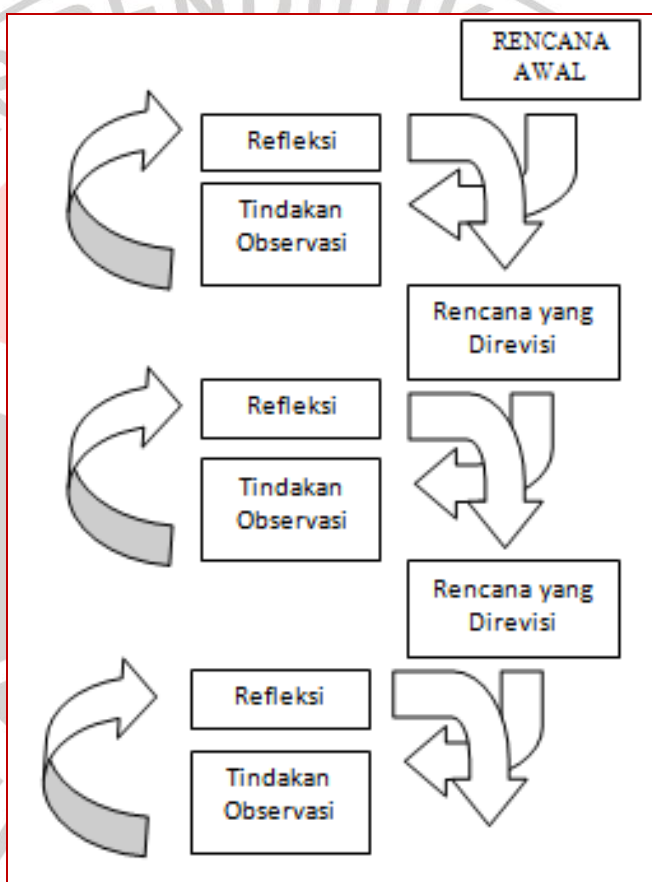 RENCANA
AWAL
Refleksi
Tindakan
Observasi
Rencana yang
Direvisi
Refleksi
Tindakan
Observasi
Rencana yang
Direvisi
Refleksi
Tindakan
Observasi